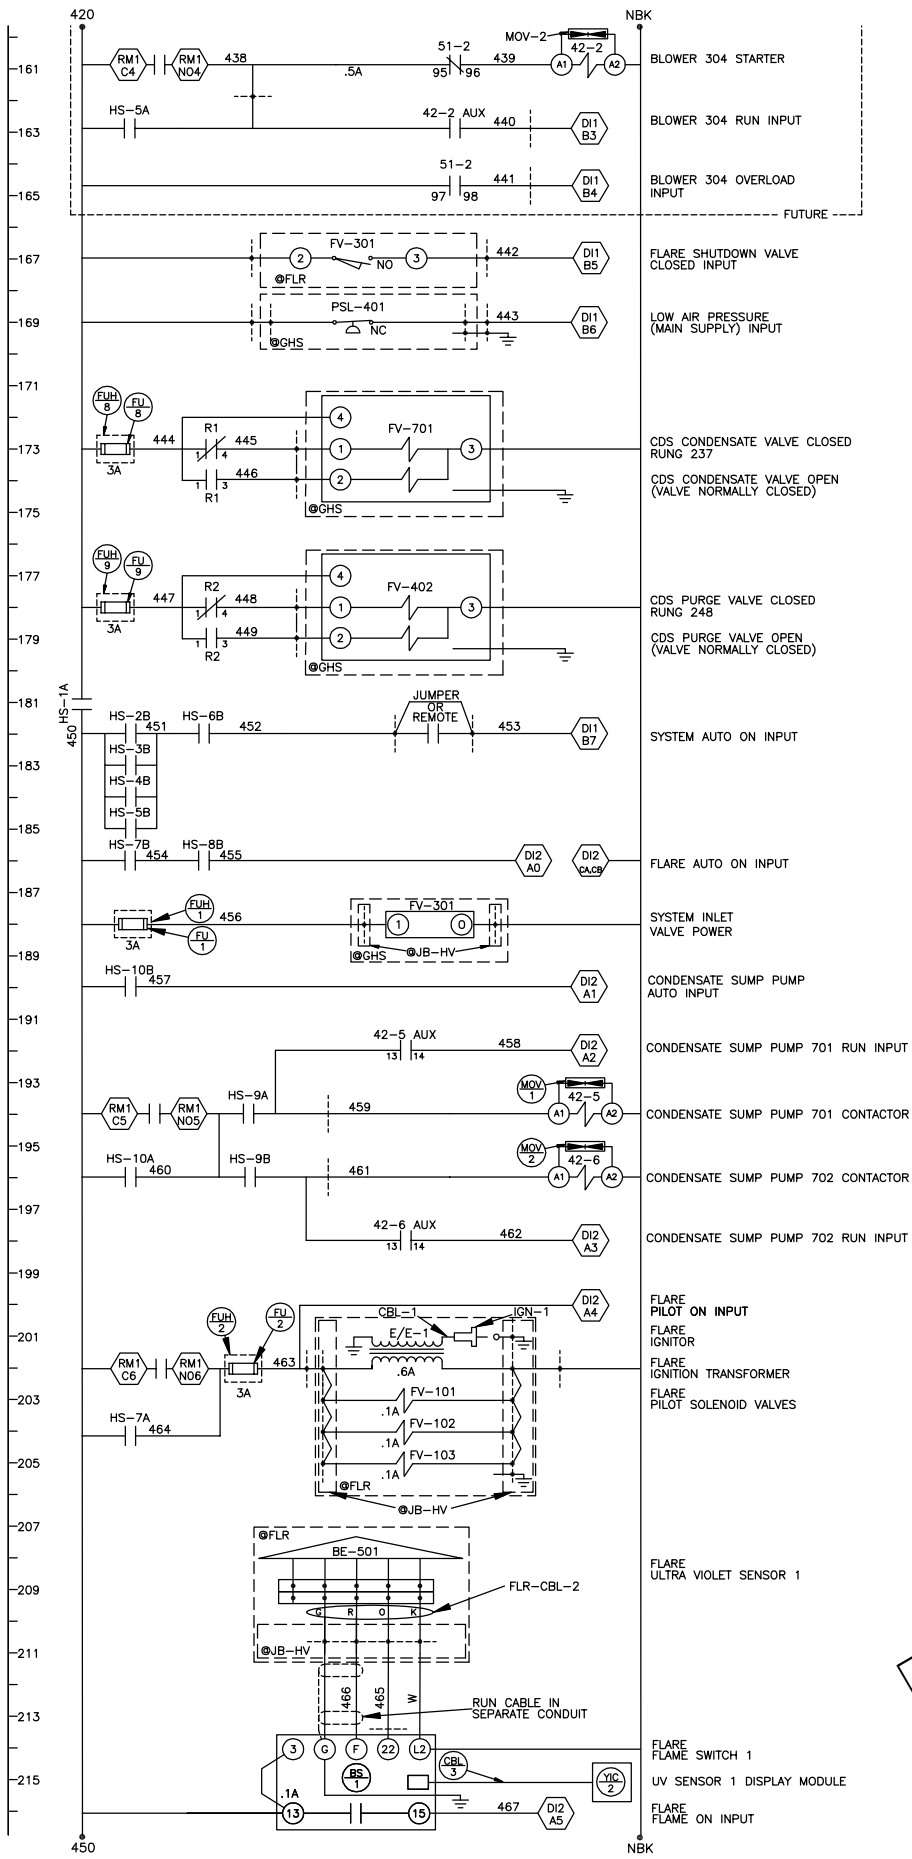 420
NBK
MOV-2
42-2
51-2
161
RM1
C4
RM1
NO4
438
.5A
95 96
439
A1
A2
BLOWER 304 STARTER
HS-5A
42-2 AUX
440
163
DI1
B3
BLOWER 304 RUN INPUT
51-2
441
97 98
165
DI1
B4
BLOWER 304 OVERLOAD
INPUT
FUTURE
FV-301
167
2
NO
3
442
@FLR
DI1
B5
FLARE SHUTDOWN VALVE
CLOSED INPUT
PSL-401
169
NC
443
@GHS
DI1
B6
LOW AIR PRESSURE
(MAIN SUPPLY) INPUT
171
FUH
8
FU
8
4
R1
FV-701
173
444
445
1 4
1
3
3A
446
1 3
R1
2
CDS CONDENSATE VALVE CLOSED
RUNG 237
CDS CONDENSATE VALVE OPEN
(VALVE NORMALLY CLOSED)
@GHS
175
FUH
9
FU
9
177
4
R2
FV-402
447
448
1 4
1
3
3A
179
449
1 3
R2
2
CDS PURGE VALVE CLOSED
RUNG 248
CDS PURGE VALVE OPEN
(VALVE NORMALLY CLOSED)
@GHS
181
HS-1A
450
JUMPER
OR
REMOTE
HS-2B
451
HS-6B
452
453
DI1
B7
SYSTEM AUTO ON INPUT
183
HS-3B
HS-4B
HS-5B
185
HS-7B
454
HS-8B
455
DI2
A0
DI2
CA,CB
FLARE AUTO ON INPUT
187
FUH
1
FU
1
456
3A
FV-301
1
0
@GHS
@JB-HV
SYSTEM INLET
VALVE POWER
189
HS-10B
457
DI2
A1
CONDENSATE SUMP PUMP
AUTO INPUT
191
42-5 AUX
13 14
458
DI2
A2
CONDENSATE SUMP PUMP 701 RUN INPUT
193
RM1
C5
RM1
NO5
HS-9A
459
MOV
1
42-5
A1
A2
CONDENSATE SUMP PUMP 701 CONTACTOR
195
HS-10A
460
HS-9B
461
MOV
2
42-6
A1
A2
CONDENSATE SUMP PUMP 702 CONTACTOR
197
42-6 AUX
13 14
462
DI2
A3
CONDENSATE SUMP PUMP 702 RUN INPUT
199
DI2
A4
FLARE
PILOT ON INPUT
FUH
2
FU
2
CBL-1
IGN-1
201
E/E-1
FLARE
IGNITOR
RM1
C6
RM1
NO6
463
3A
.6A
FLARE
IGNITION TRANSFORMER
203
FV-101
.1A
FLARE
PILOT SOLENOID VALVES
HS-7A
464
FV-102
.1A
205
FV-103
.1A
@FLR
@JB-HV
207
@FLR
BE-501
FLARE
ULTRA VIOLET SENSOR 1
209
FLR-CBL-2
G R O K
211
@JB-HV
466
465
W
RUN CABLE IN
SEPARATE CONDUIT
213
3
G
F
22
L2
FLARE
FLAME SWITCH 1
215
BS
1
CBL
3
YIC
2
UV SENSOR 1 DISPLAY MODULE
.1A
13
15
467
DI2
A5
FLARE
FLAME ON INPUT
450
NBK